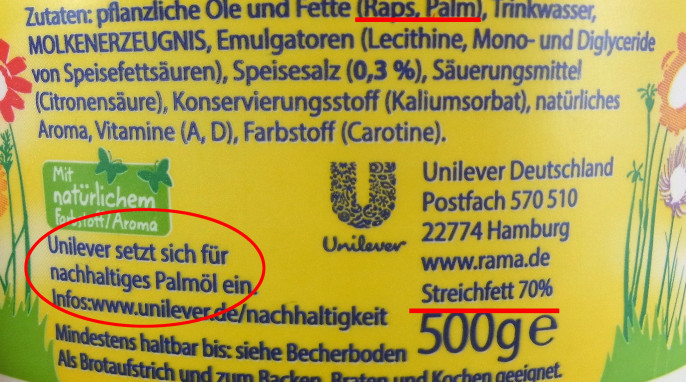 Zutaten: pflanzliche Öle und Fette (Raps, Palm), Trinkwasser,
MOLKENERZEUGNIS, Emulgatoren (Lecithine, Mono- und Diglyceride
von Speisefettsäuren), Speisesalz (0,3 %), Säuerungsmittel
(Citronensäure), Konservierungsstoff (Kaliumsorbat), natürliches
Aroma, Vitamine (A, D), Farbstoff (Carotine).
Mit
natürlichem
Farbstoff/Aroma
Unilever setzt sich für
nachhaltiges Palmöl ein.
Infos:www.unilever.de/nachhaltigkeit
Unilever
Unilever Deutschland
Postfach 570 510
22774 Hamburg
www.rama.de
Streichfett 70%
500g e
Mindestens haltbar bis: siehe Becherboden
Als Brotaufstrich und zum Backen, Braten und Kochen geeignet.